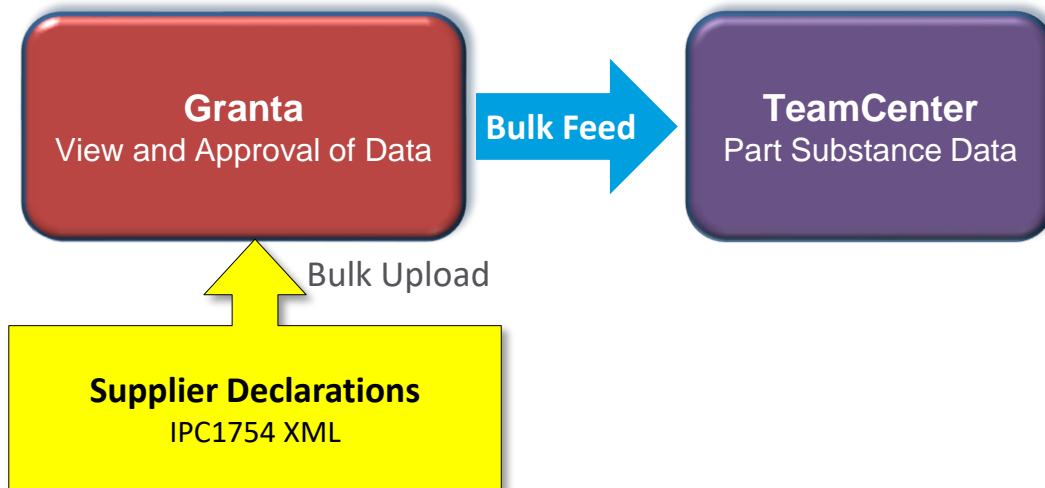 Granta
View and Approval of Data
Bulk Feed
TeamCenter
Part Substance Data
Bulk Upload
Supplier Declarations
IPC1754 XML